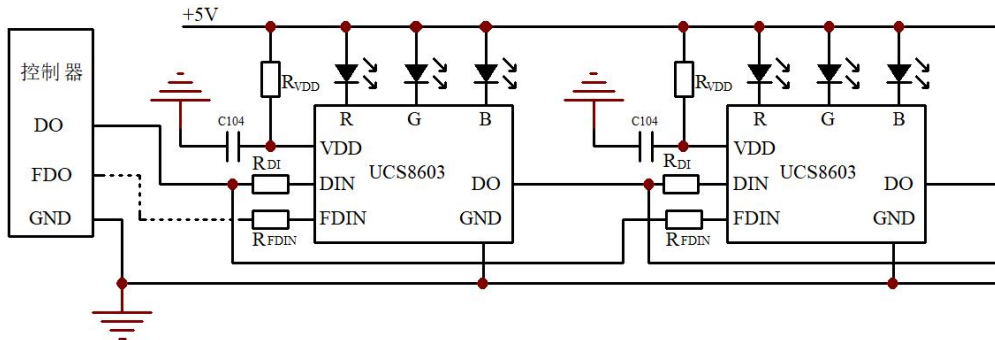 +5V
控制器
DO
FDO
GND
RVDD
C104
RDI
RFDIN
R
G
B
VDD
UCS8603
DIN
DO
FDIN
GND
RVDD
C104
RDI
RFDIN
R
G
B
VDD
UCS8603
DIN
DO
FDIN
GND